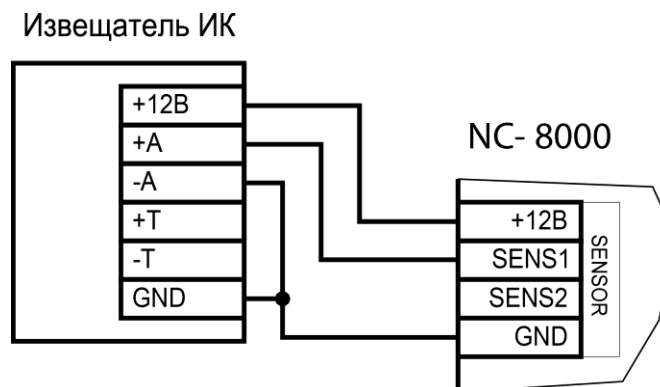 Извещатель ИК
+12В
+А
-А
+Т
-Т
GND
NC- 8000
+12В
SENS1
SENS2
GND
SENSOR